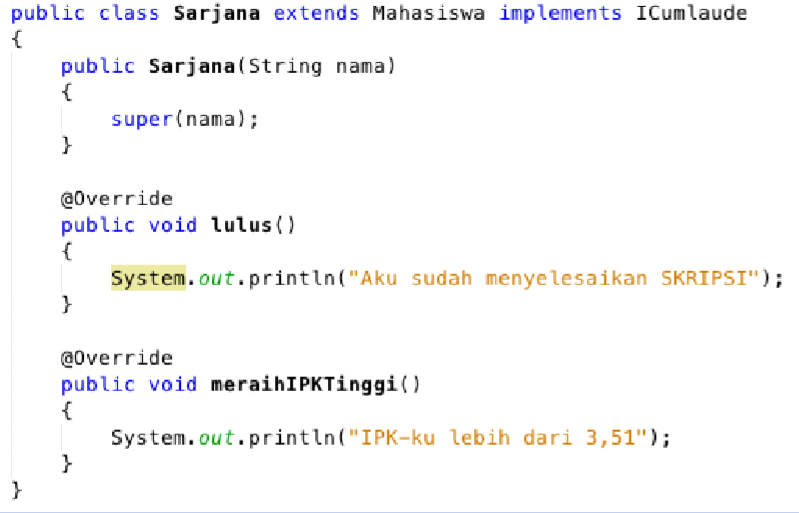 public class Sarjana extends Mahasiswa implements ICumlaude
{
    public Sarjana(String nama)
    {
        super(nama);
    }

    @Override
    public void lulus()
    {
        System.out.println("Aku sudah menyelesaikan SKRIPSI");
    }

    @Override
    public void meraihIPKTinggi()
    {
        System.out.println("IPK-ku lebih dari 3,51");
    }
}